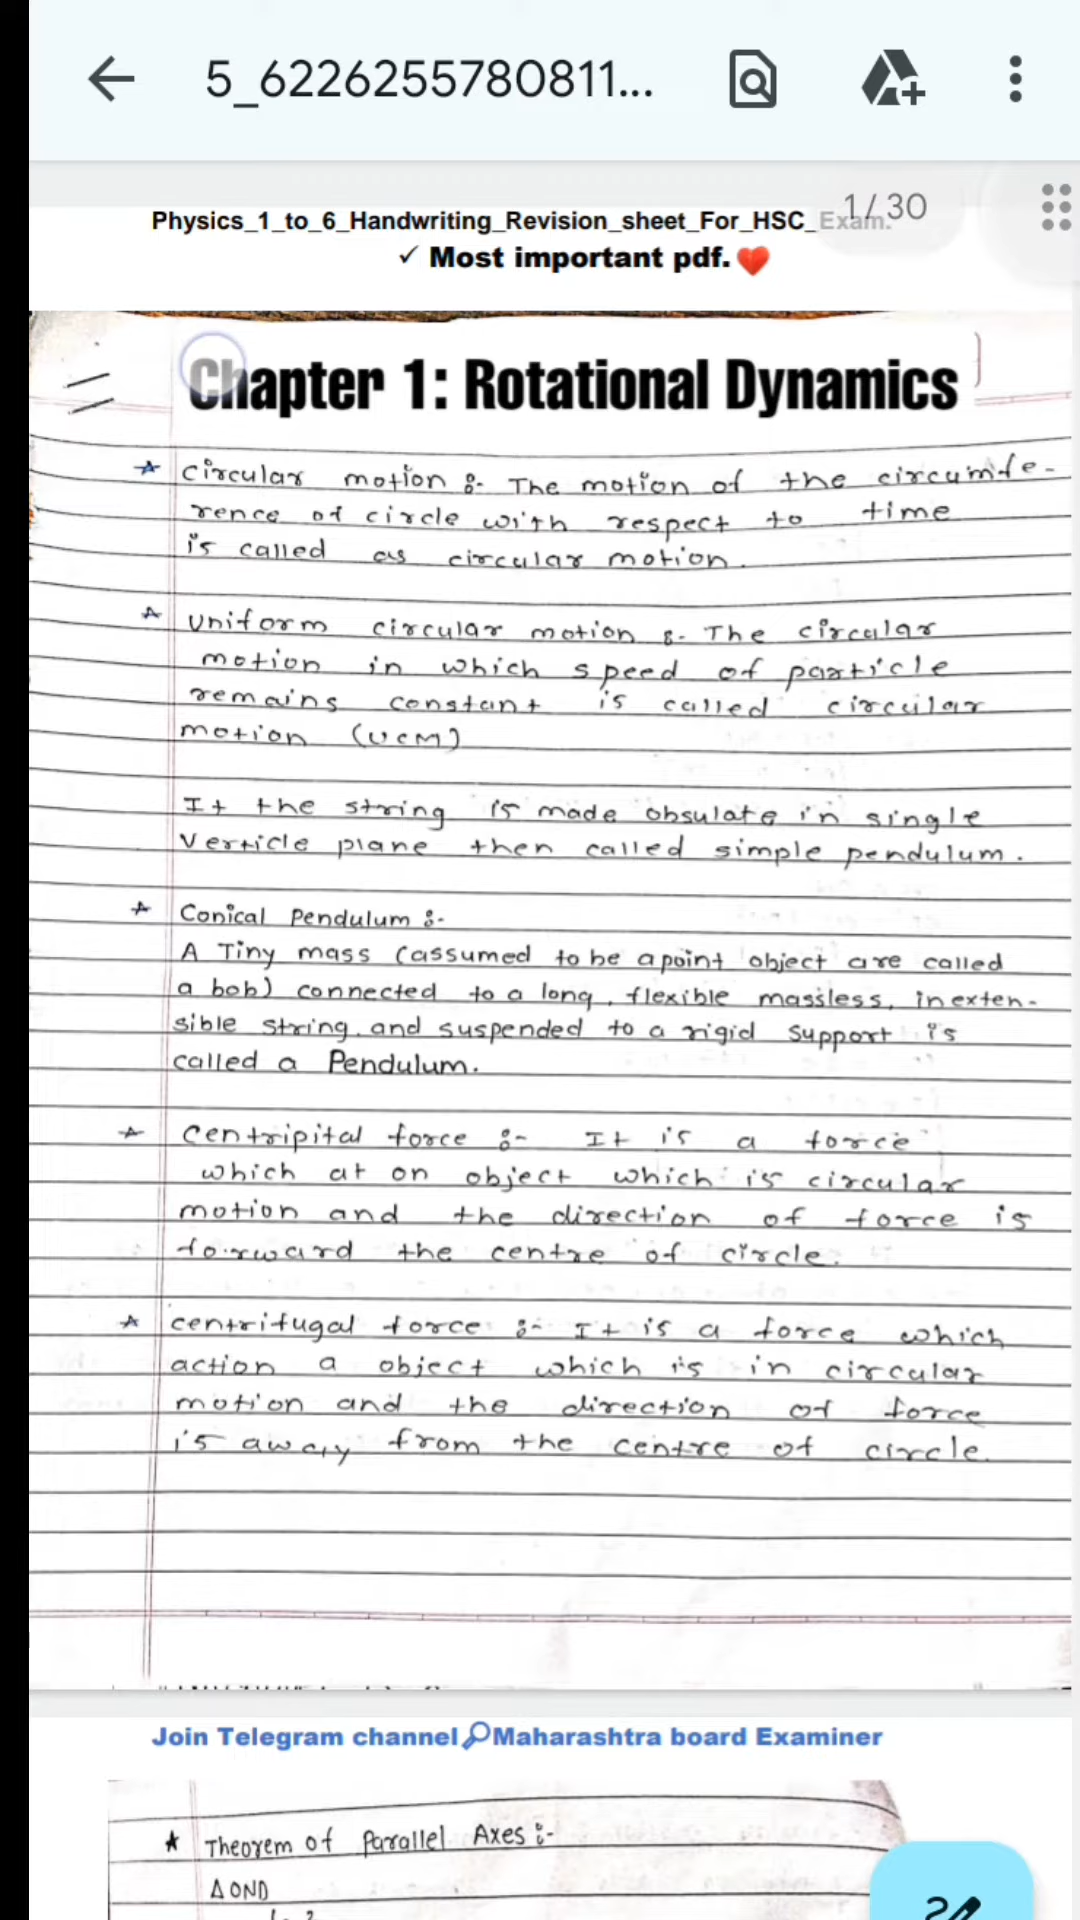 5_6226255780811...
1/30
Physics_1_to_6_Handwriting_Revision_sheet_For_HSC_Exam.
✓ Most important pdf.❤️
Chapter 1: Rotational Dynamics
★ circular motion :- The motion of the circumfe-
rence of circle with respect to time
is called as circular motion.
★ Uniform circular motion :- The circular
motion in which speed of particle
remains constant is called circular
motion (UCM)
If the string is made obsulate in single
Verticle plane then called simple pendulum.
★ Conical Pendulum :-
A Tiny mass (assumed to be a point object are called
a bob) connected to a long, flexible massless, inexten-
sible string, and suspended to a rigid support is
called a Pendulum.
★ Centripital force :- It is a force
which at on object which is circular
motion and the direction of force is
forward the centre of circle.
★ centrifugal force :- It is a force which
action a object which is in circular
motion and the direction of force
is away from the centre of circle.
Join Telegram channel🔎Maharashtra board Examiner
★ Theorem of Parallel Axes :-
Δ OND